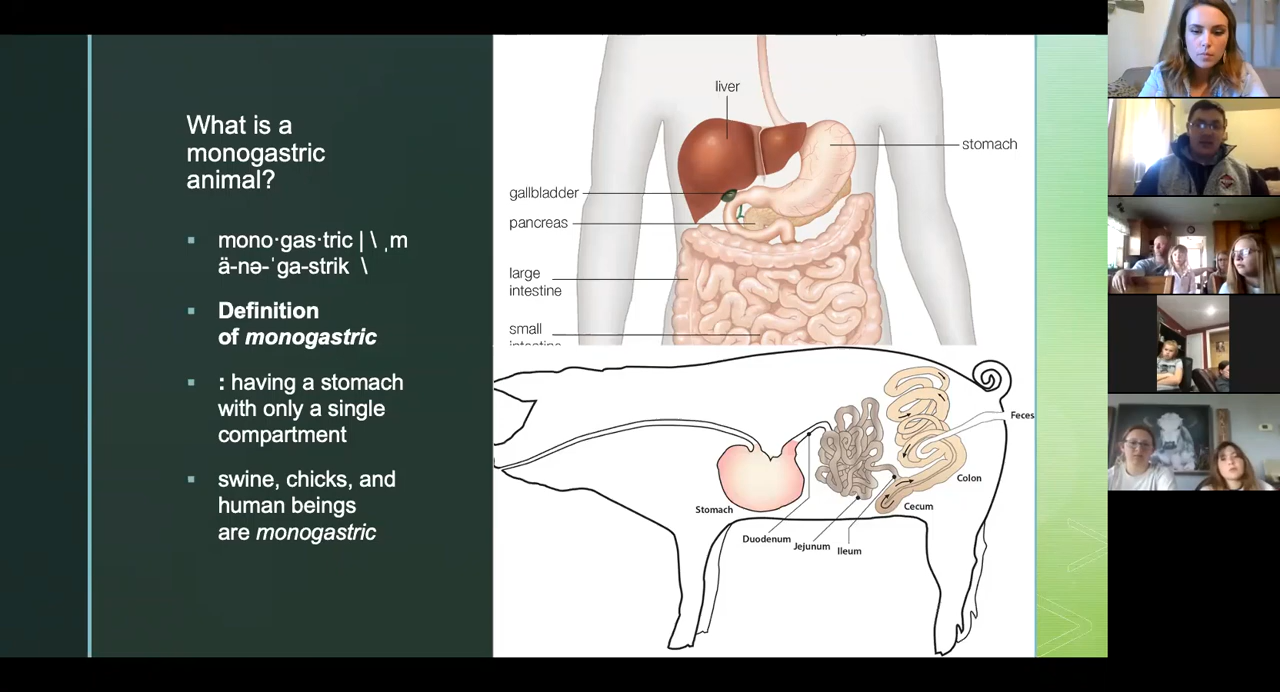 What is a
monogastric
animal?
▪ mono·gas·tric | \ ˌm
ä-nə-ˈga-strik \
▪ Definition
of monogastric
▪ : having a stomach
with only a single
compartment
▪ swine, chicks, and
human beings
are monogastric
liver
stomach
gallbladder
pancreas
large
intestine
small
Feces
Colon
Stomach
Cecum
Duodenum
Jejunum
Ileum